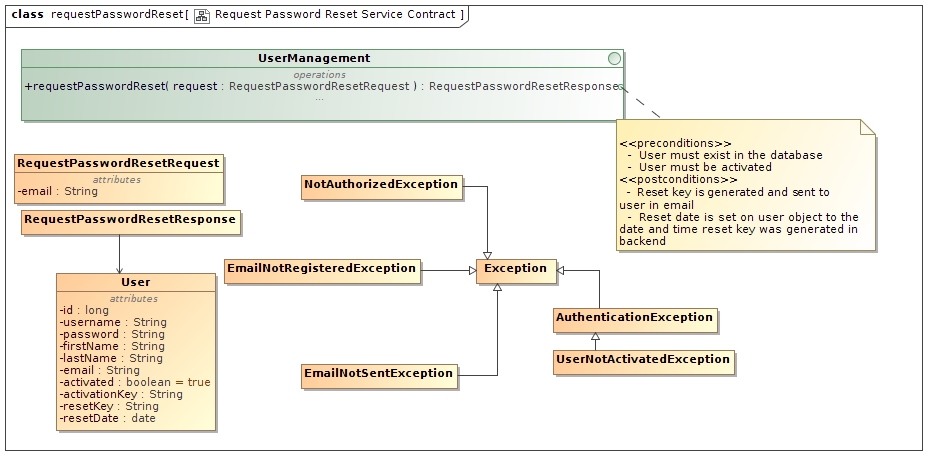 class requestPasswordReset[ Request Password Reset Service Contract ]
UserManagement
operations
+requestPasswordReset( request : RequestPasswordResetRequest ) : RequestPasswordResetResponse
...
<<preconditions>>
- User must exist in the database
- User must be activated
<<postconditions>>
- Reset key is generated and sent to
user in email
- Reset date is set on user object to the
date and time reset key was generated in
backend
RequestPasswordResetRequest
attributes
-email : String
RequestPasswordResetResponse
User
attributes
-id : long
-username : String
-password : String
-firstName : String
-lastName : String
-email : String
-activated : boolean = true
-activationKey : String
-resetKey : String
-resetDate : date
NotAuthorizedException
EmailNotRegisteredException
Exception
AuthenticationException
UserNotActivatedException
EmailNotSentException